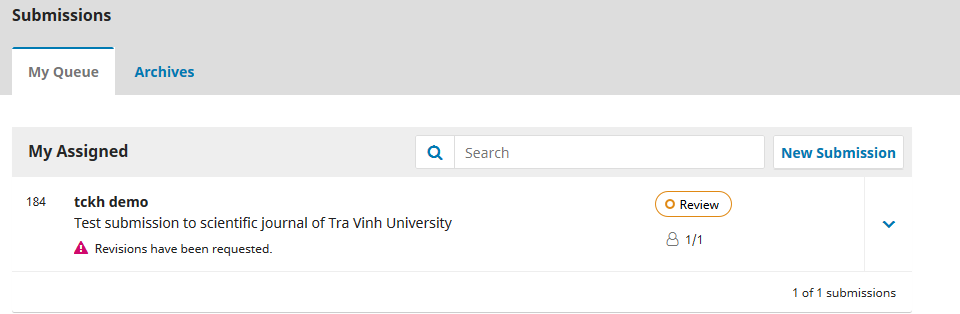 Submissions
My Queue Archives
My Assigned Search New Submission
184 tckh demo Review
Test submission to scientific journal of Tra Vinh University
Revisions have been requested. 1/1
1 of 1 submissions